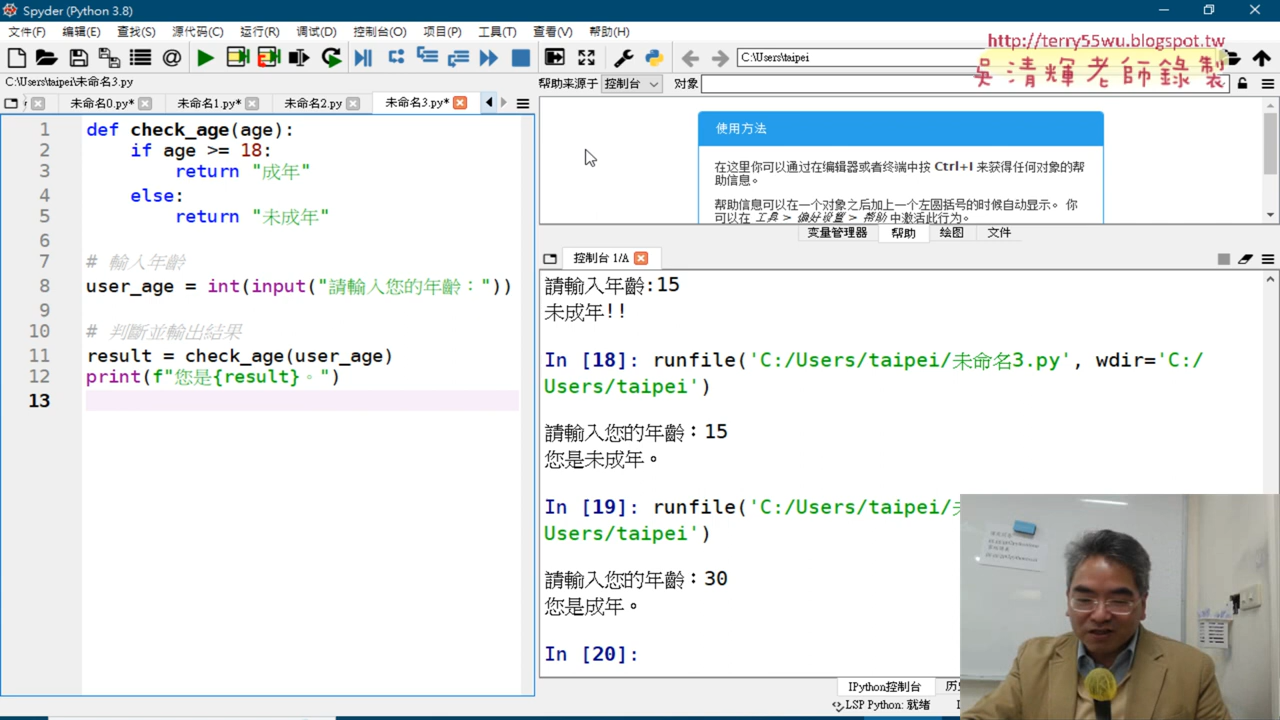 Spyder (Python 3.8)
文件(F) 编辑(E) 查找(S) 源代码(C) 运行(R) 调试(D) 控制台(O) 项目(P) 工具(T) 查看(V) 帮助(H)
http://terry55wu.blogspot.tw
吳清輝老師錄製
C:\Users\taipei
C:\Users\taipei\未命名3.py
帮助来源于 控制台 对象
未命名0.py* 未命名1.py* 未命名2.py 未命名3.py*
1 def check_age(age):
2 if age >= 18:
3 return "成年"
4 else:
5 return "未成年"
6
7 # 輸入年齡
8 user_age = int(input("請輸入您的年齡："))
9
10 # 判斷並輸出結果
11 result = check_age(user_age)
12 print(f"您是{result}。")
13
使用方法
在这里你可以通过在编辑器或者终端中按 Ctrl+I 来获得任何对象的帮
助信息。
帮助信息可以在一个对象之后加上一个左圆括号的时候自动显示。 你
可以在 工具 > 偏好设置 > 帮助 中激活此行为。
变量管理器 帮助 绘图 文件
控制台 1/A
請輸入年齡:15
未成年!!
In [18]: runfile('C:/Users/taipei/未命名3.py', wdir='C:/
Users/taipei')
請輸入您的年齡：15
您是未成年。
In [19]: runfile('C:/Users/taipei/
Users/taipei')
請輸入您的年齡：30
您是成年。
In [20]:
IPython控制台
LSP Python: 就绪